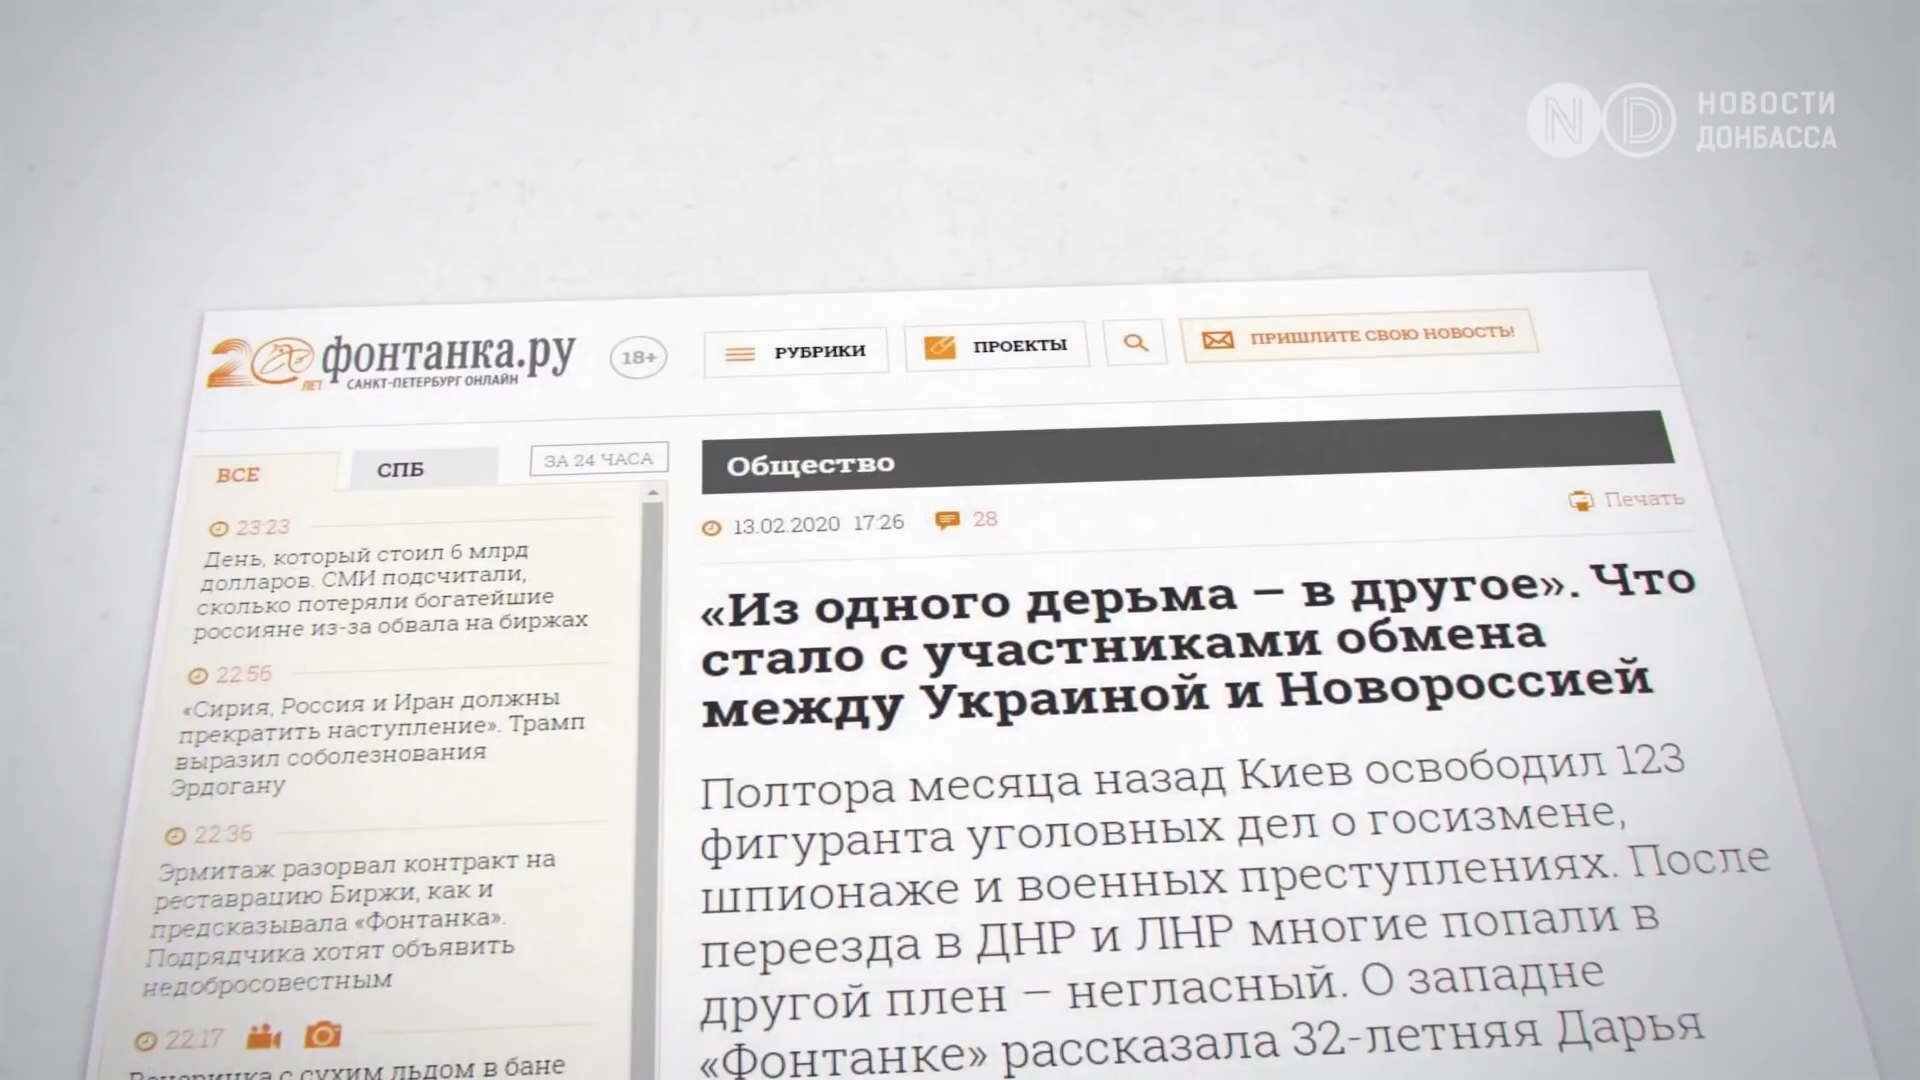 НОВОСТИ
ДОНБАССА
20 ЛЕТ
фонтанка.ру
САНКТ-ПЕТЕРБУРГ ОНЛАЙН
18+
РУБРИКИ
ПРОЕКТЫ
ПРИШЛИТЕ СВОЮ НОВОСТЬ!
ВСЕ
СПБ
ЗА 24 ЧАСА
23:23
День, который стоил 6 млрд
долларов. СМИ подсчитали,
сколько потеряли богатейшие
россияне из-за обвала на биржах
22:56
«Сирия, Россия и Иран должны
прекратить наступление». Трамп
выразил соболезнования
Эрдогану
22:36
Эрмитаж разорвал контракт на
реставрацию Биржи, как и
предсказывала «Фонтанка».
Подрядчика хотят объявить
недобросовестным
22:17
Вечеринка с сухим льдом в бане
Общество
13.02.2020 17:26 28
Печать
«Из одного дерьма – в другое». Что
стало с участниками обмена
между Украиной и Новороссией
Полтора месяца назад Киев освободил 123
фигуранта уголовных дел о госизмене,
шпионаже и военных преступлениях. После
переезда в ДНР и ЛНР многие попали в
другой плен – негласный. О западне
«Фонтанке» рассказала 32-летняя Дарья